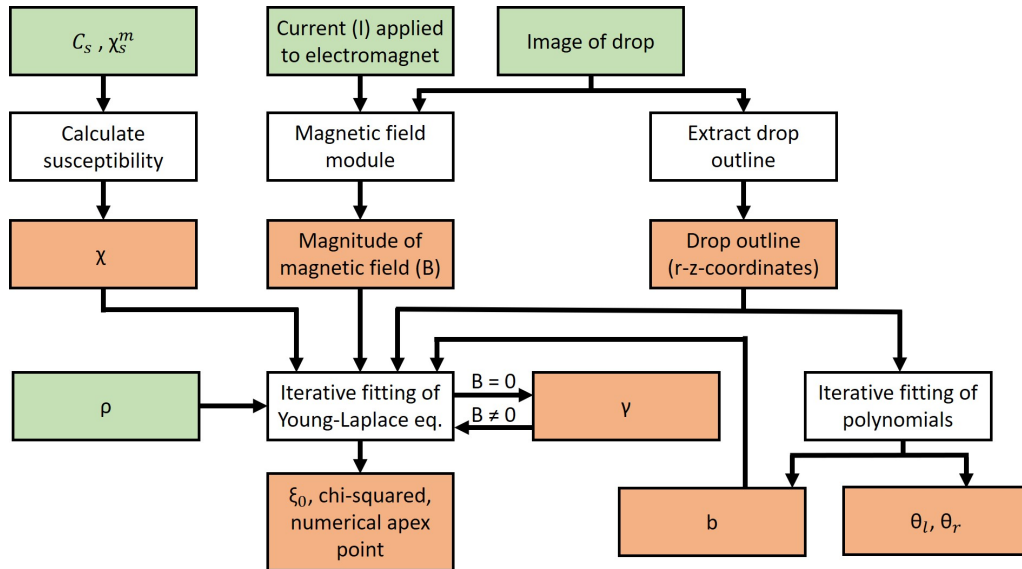 C_s , χ_s^m
Current (I) applied
to electromagnet
Image of drop
Calculate
susceptibility
Magnetic field
module
Extract drop
outline
χ
Magnitude of
magnetic field (B)
Drop outline
(r-z-coordinates)
ρ
Iterative fitting of
Young-Laplace eq.
B = 0
B ≠ 0
γ
Iterative fitting of
polynomials
ξ₀, chi-squared,
numerical apex
point
b
θ_l, θ_r